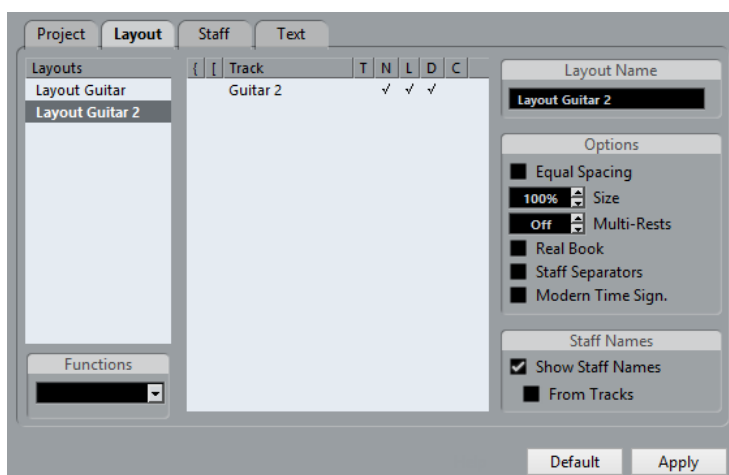 Project Layout Staff Text
Layouts
Layout Guitar
Layout Guitar 2
Functions
{ [ Track T N L D C
Guitar 2 √ √ √
Layout Name
Layout Guitar 2
Options
Equal Spacing
100% Size
Off Multi-Rests
Real Book
Staff Separators
Modern Time Sign.
Staff Names
Show Staff Names
From Tracks
Default Apply